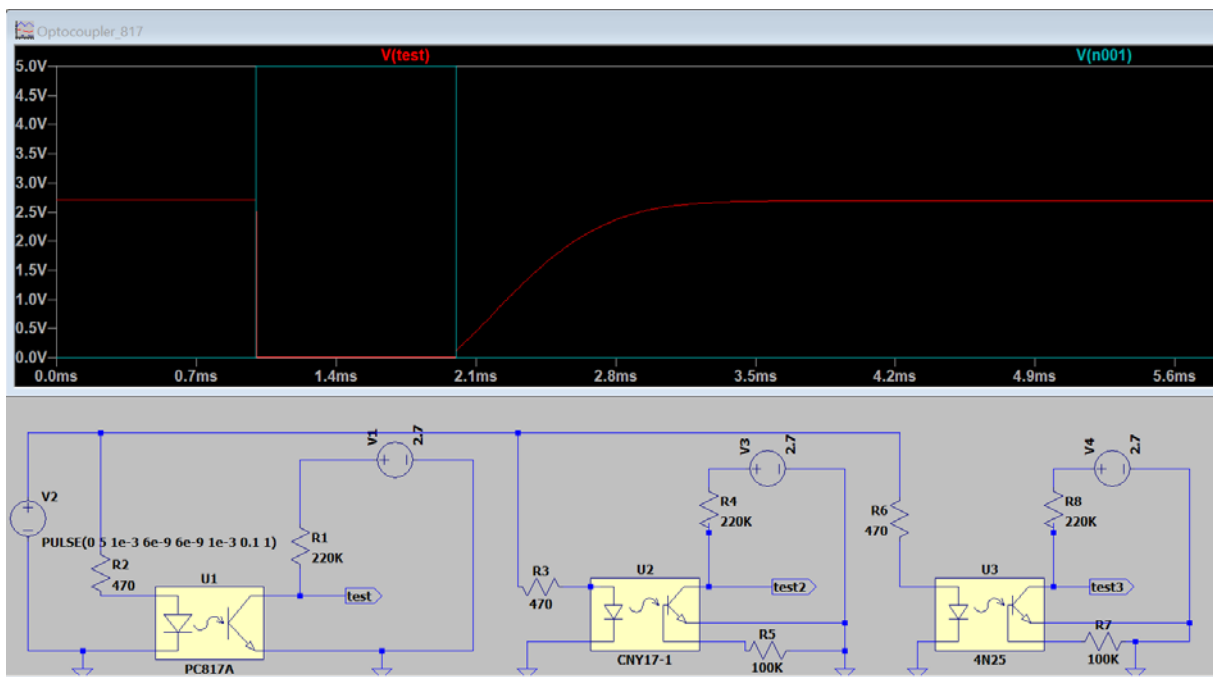 Optocoupler_817
V(test)
V(n001)
5.0V
4.5V
4.0V
3.5V
3.0V
2.5V
2.0V
1.5V
1.0V
0.5V
0.0V
0.0ms 0.7ms 1.4ms 2.1ms 2.8ms 3.5ms 4.2ms 4.9ms 5.6ms
V2
PULSE(0 5 1e-3 6e-9 6e-9 1e-3 0.1 1)
R2
470
U1
PC817A
V1
2.7
R1
220K
test
R3
470
U2
CNY17-1
V3
2.7
R4
220K
test2
R5
100K
R6
470
U3
4N25
V4
2.7
R8
220K
test3
R7
100K